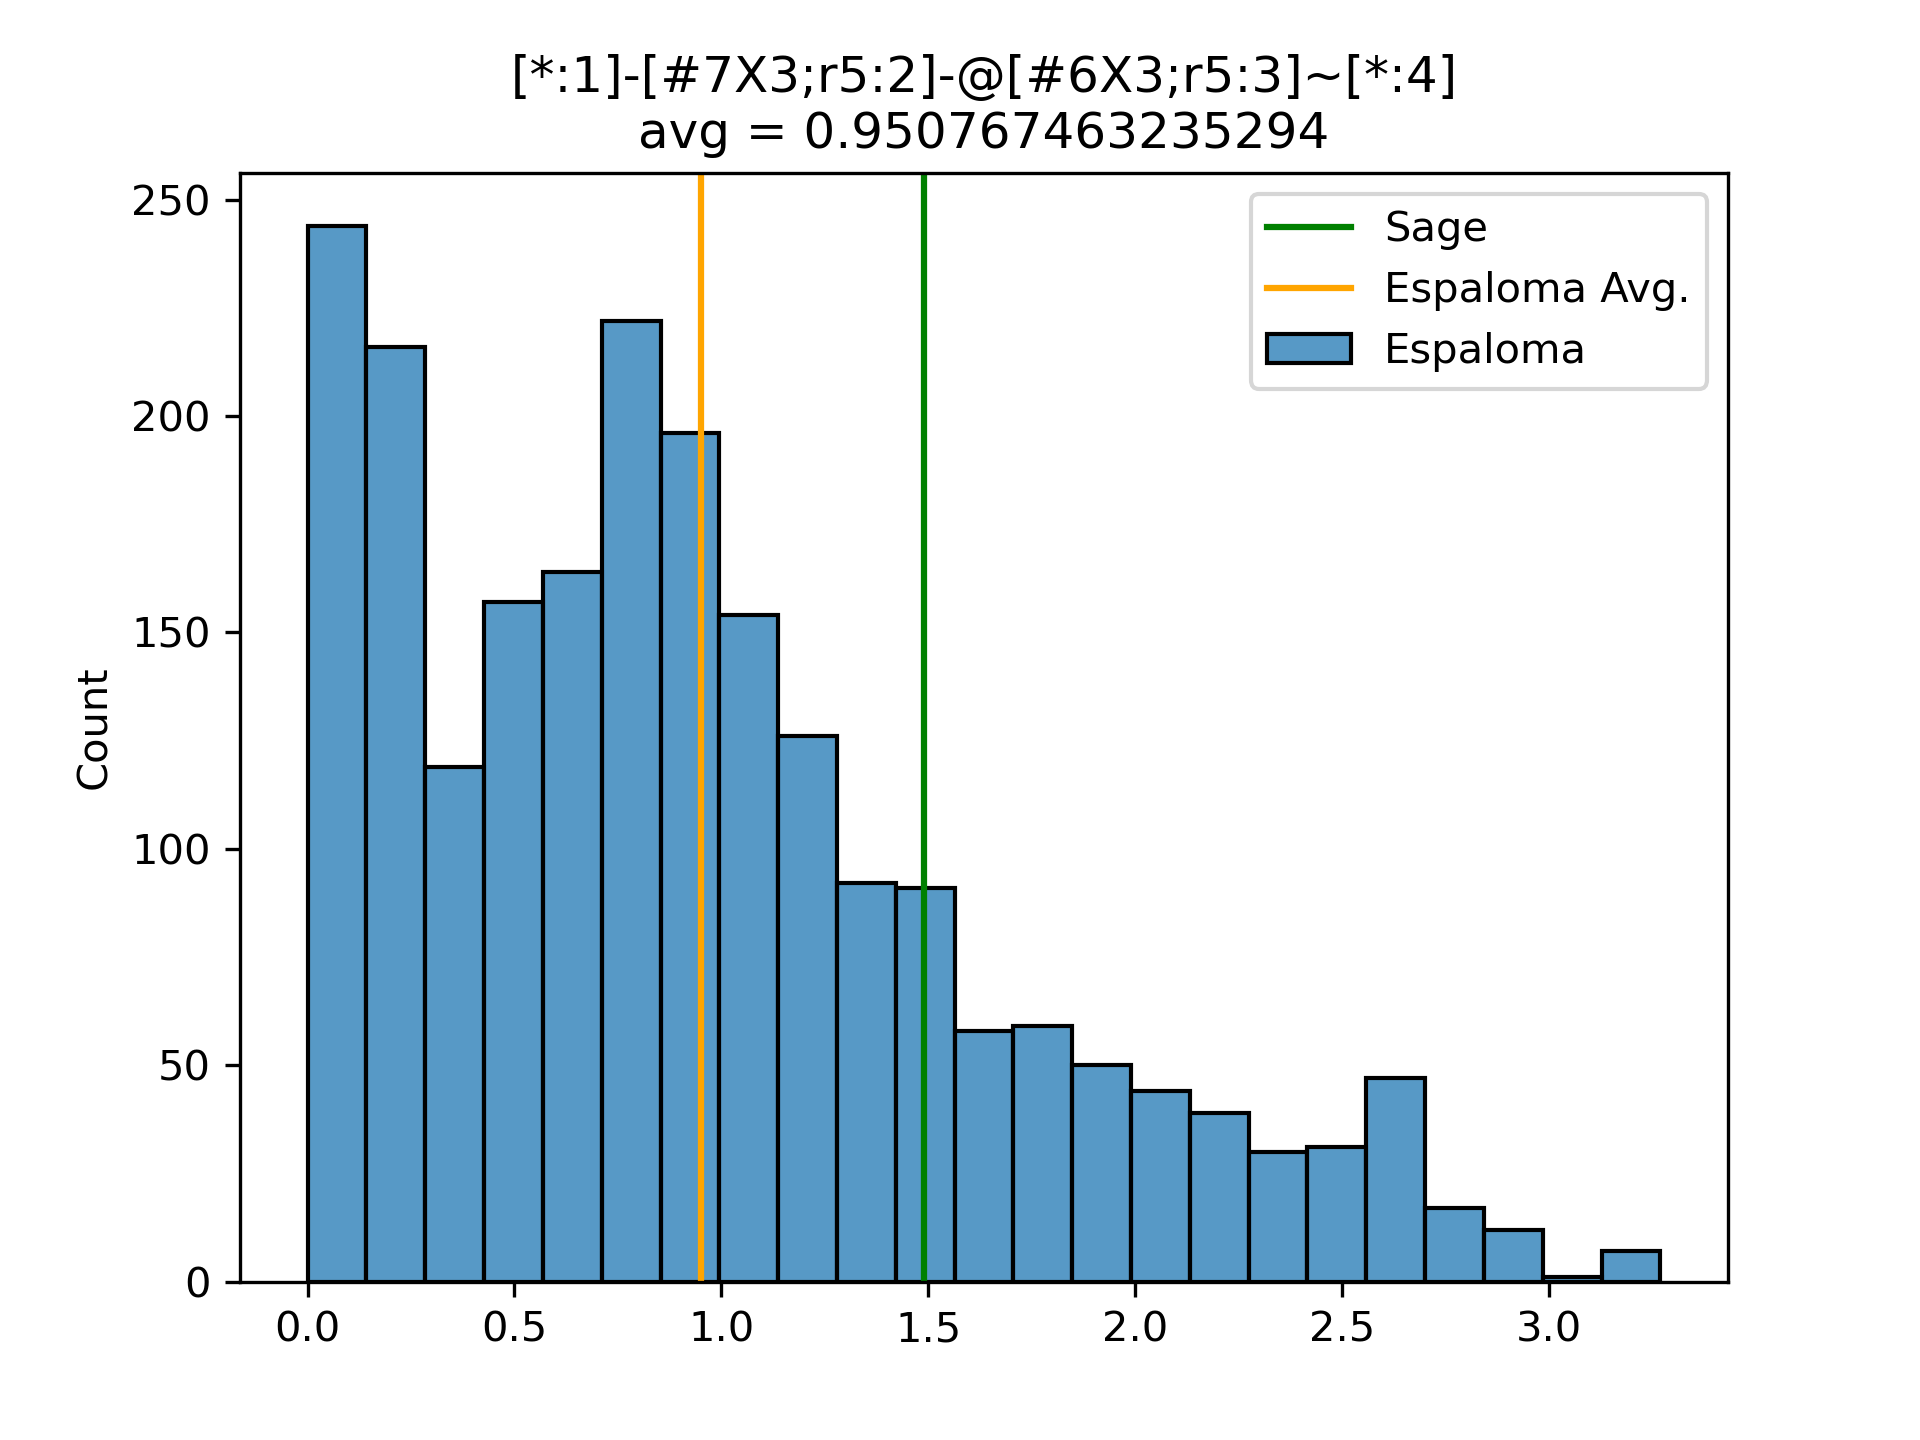 [*:1]-[#7X3;r5:2]-@[#6X3;r5:3]~[*:4]
avg = 0.950767463235294
Sage
Espaloma Avg.
Espaloma
Count
250
200
150
100
50
0
0.0 0.5 1.0 1.5 2.0 2.5 3.0